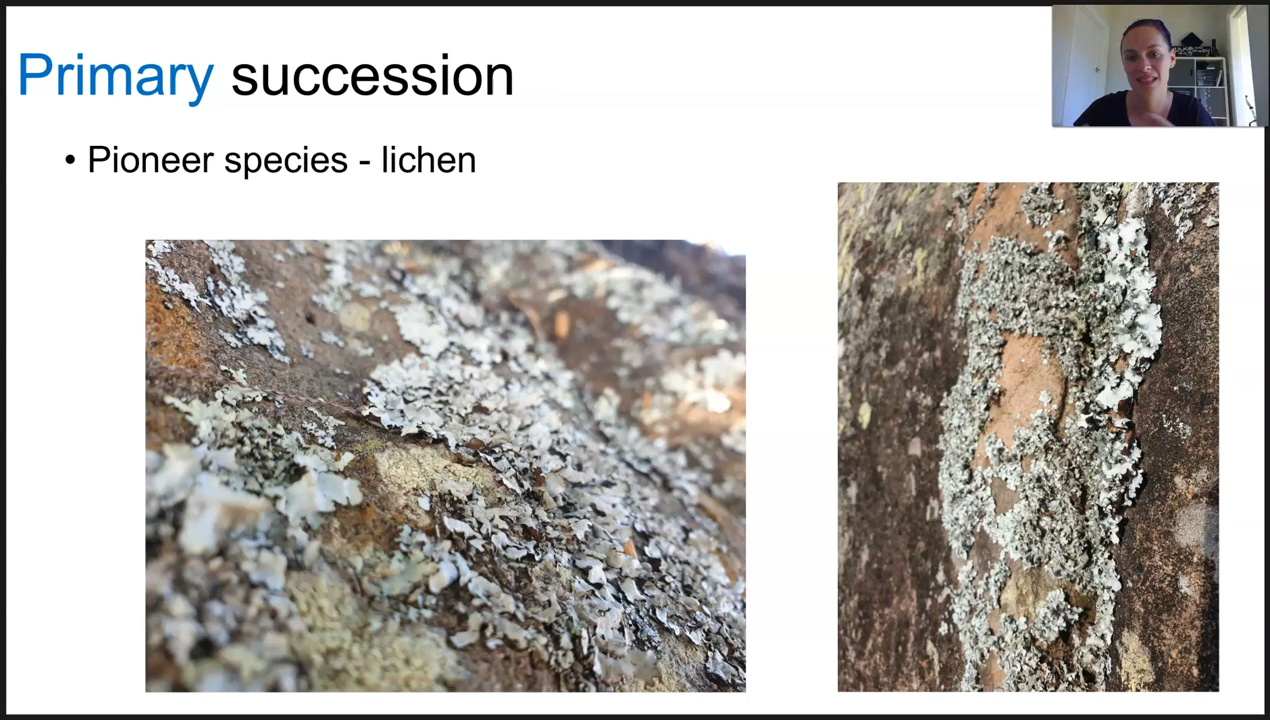 Primary succession
• Pioneer species - lichen